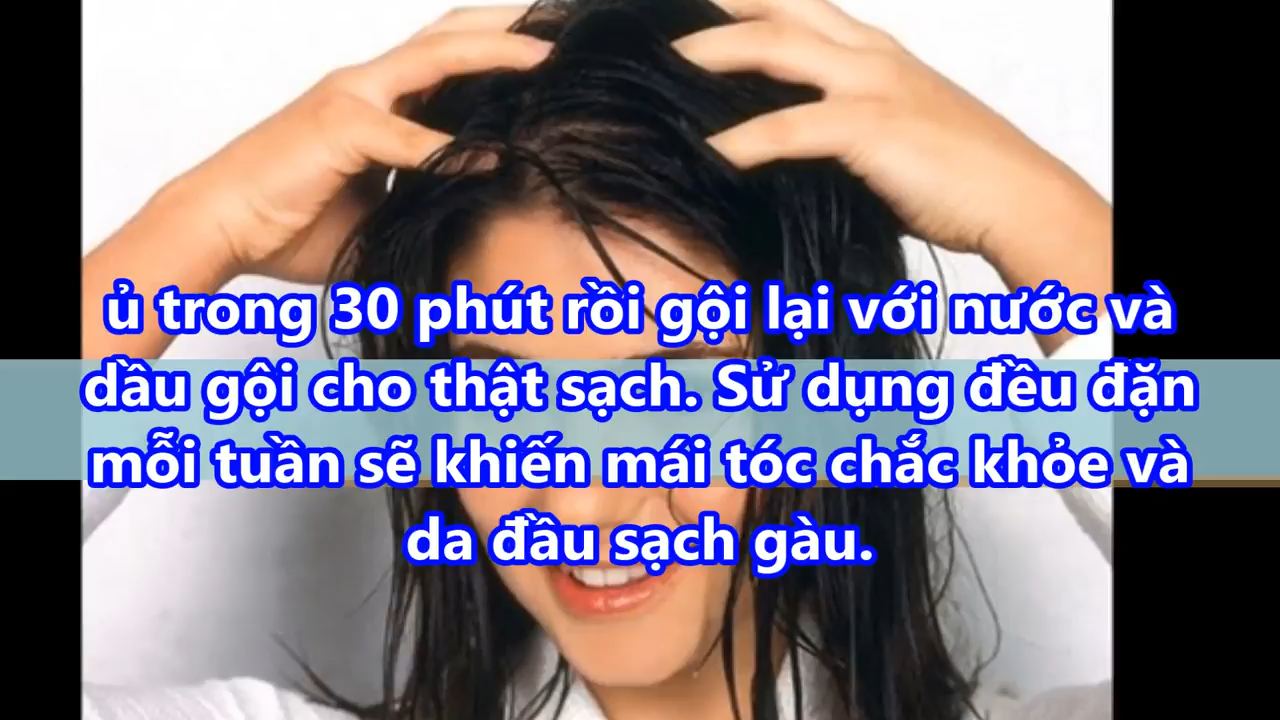 ủ trong 30 phút rồi gội lại với nước và
dầu gội cho thật sạch. Sử dụng đều đặn
mỗi tuần sẽ khiến mái tóc chắc khỏe và
da đầu sạch gàu.